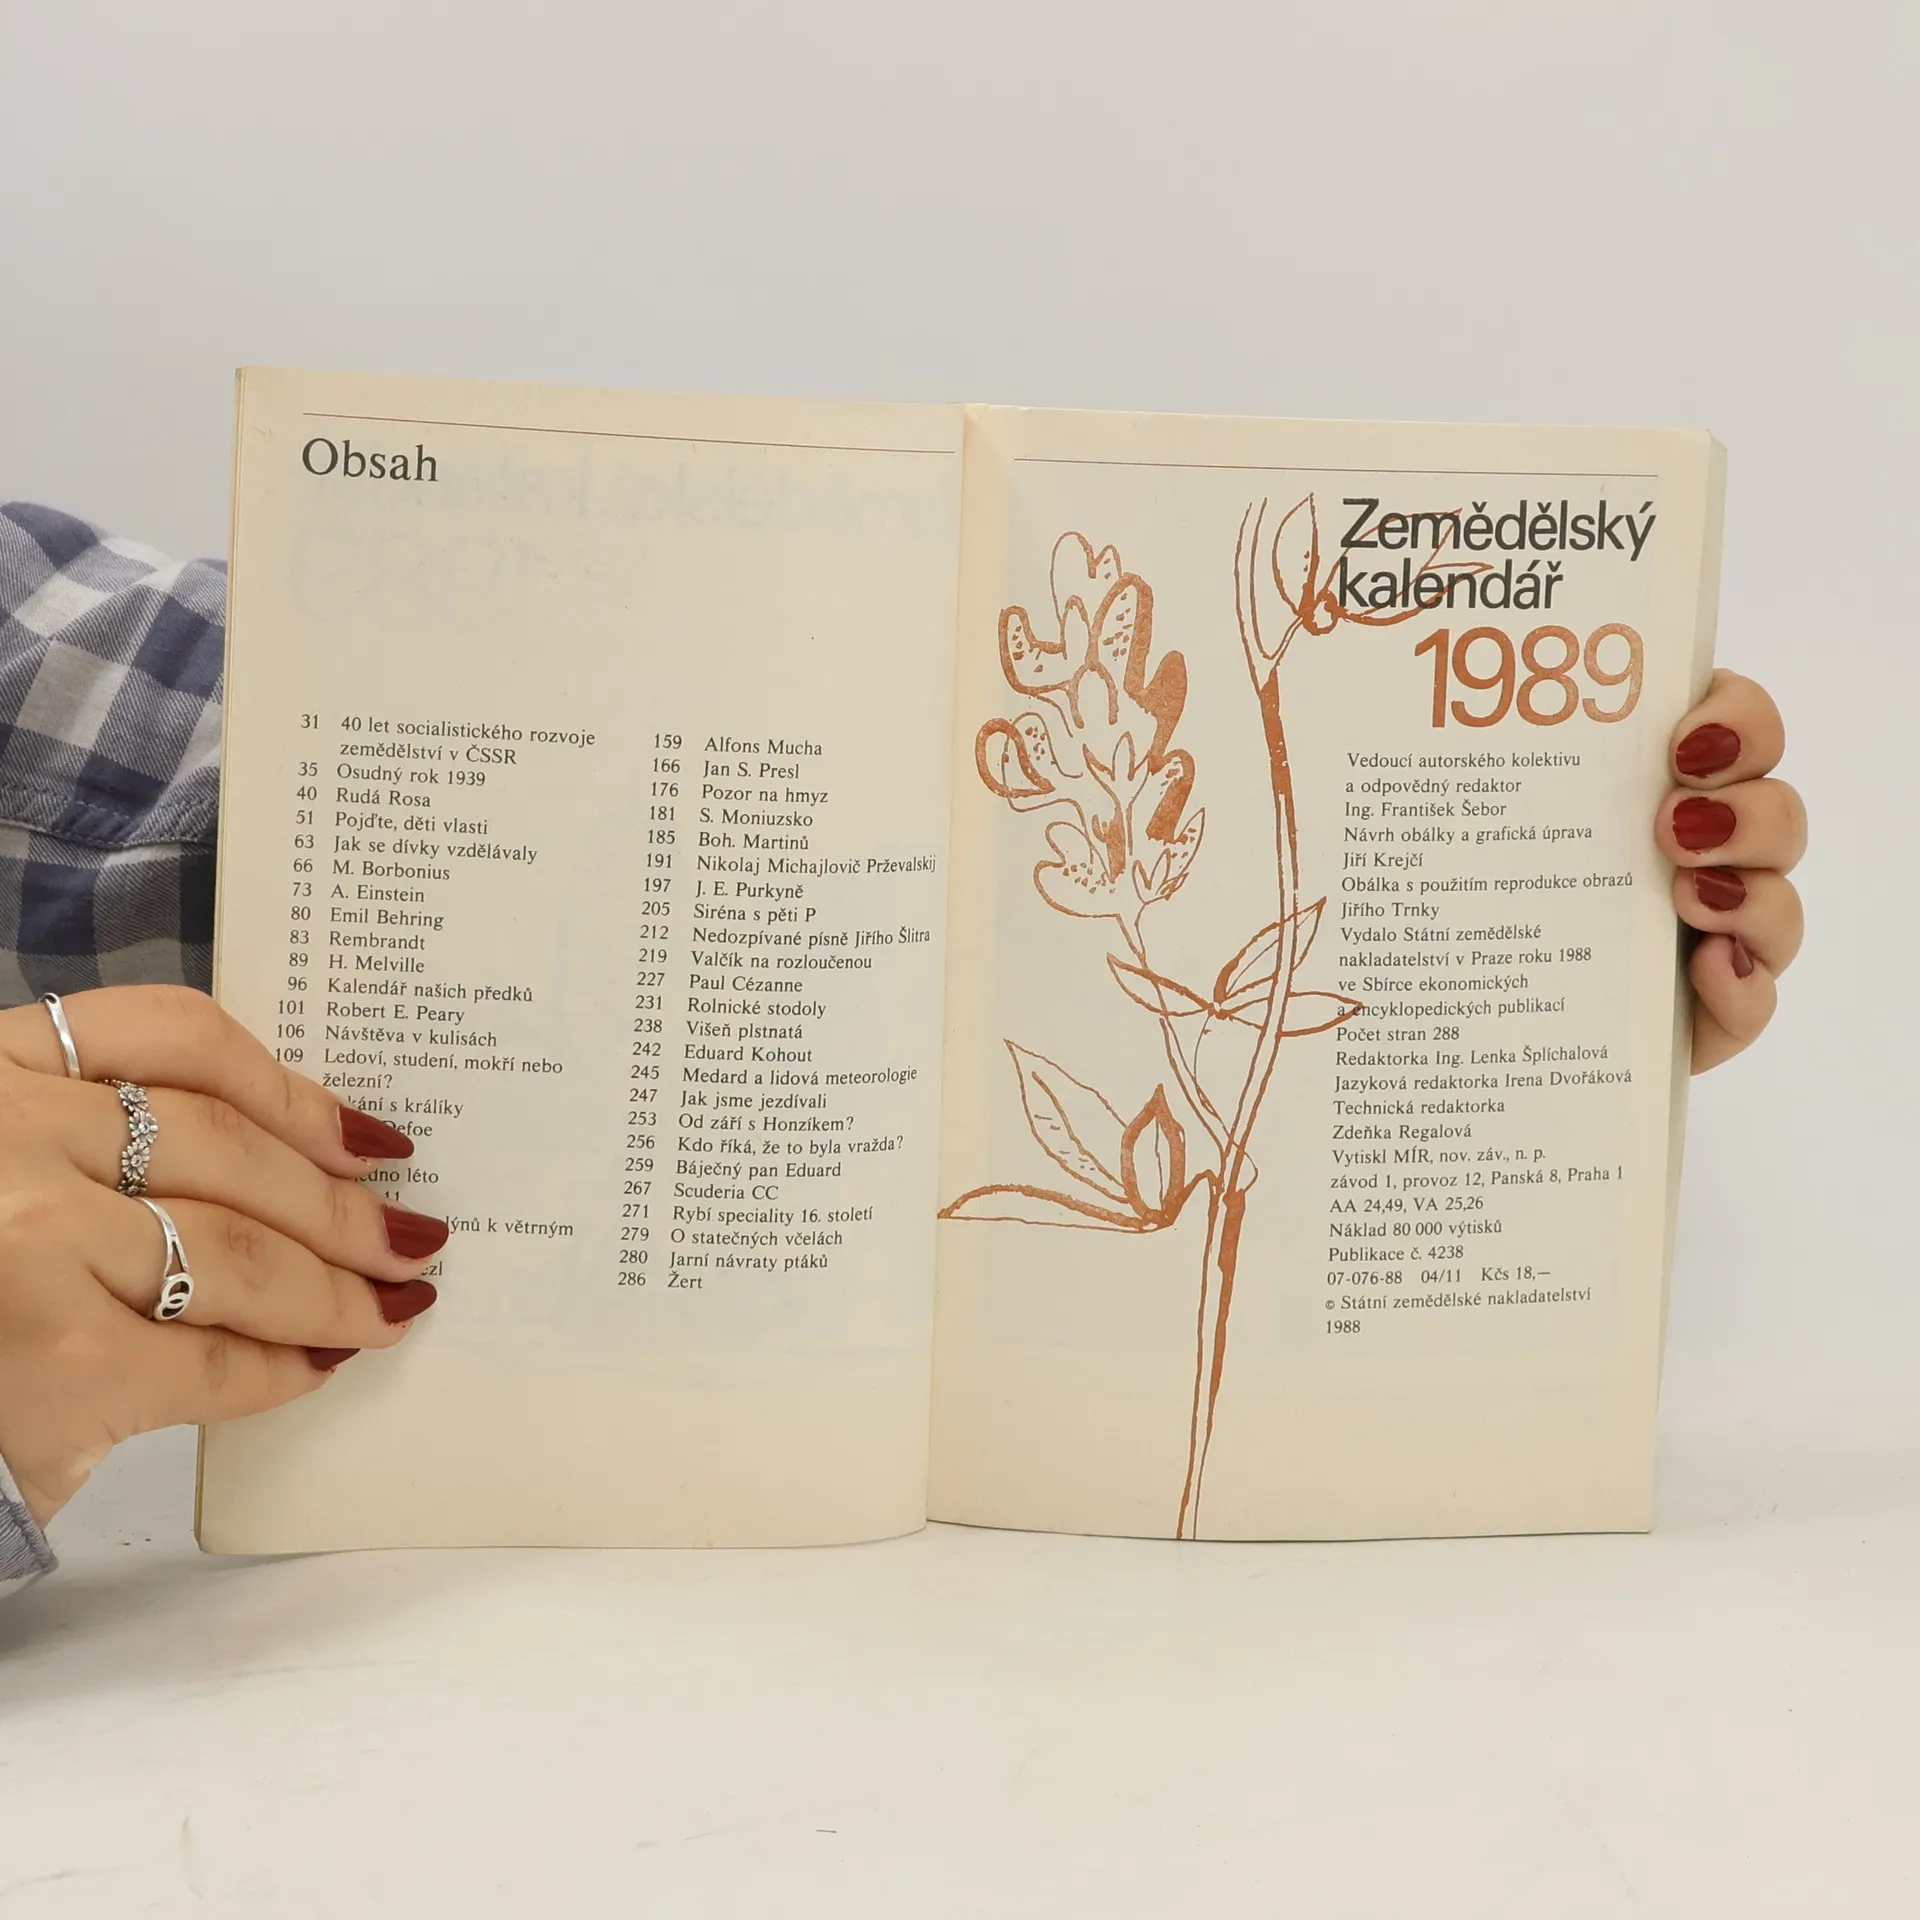 Obsah
31 40 let socialistického rozvoje
zemědělství v ČSSR
35 Osudný rok 1939
40 Rudá Rosa
51 Pojďte, děti vlasti
63 Jak se dívky vzdělávaly
66 M. Borbonius
73 A. Einstein
80 Emil Behring
83 Rembrandt
89 H. Melville
96 Kalendář našich předků
101 Robert E. Peary
106 Návštěva v kulisách
109 Ledoví, studení, mokří nebo
železní?
s králíky
Defoe
léto
11
k větrným
159 Alfons Mucha
166 Jan S. Presl
176 Pozor na hmyz
181 S. Moniuzsko
185 Boh. Martinů
191 Nikolaj Michajlovič Prževalskij
197 J. E. Purkyně
205 Siréna s pěti P
212 Nedozpívané písně Jiřího Šlitra
219 Valčík na rozloučenou
227 Paul Cézanne
231 Rolnické stodoly
238 Višeň plstnatá
242 Eduard Kohout
245 Medard a lidová meteorologie
247 Jak jsme jezdívali
253 Od září s Honzíkem?
256 Kdo říká, že to byla vražda?
259 Báječný pan Eduard
267 Scuderia CC
271 Rybí speciality 16. století
279 O statečných včelách
280 Jarní návraty ptáků
286 Žert
Zemědělský
kalendář
1989
Vedoucí autorského kolektivu
a odpovědný redaktor
Ing. František Šebor
Návrh obálky a grafická úprava
Jiří Krejčí
Obálka s použitím reprodukce obrazů
Jiřího Trnky
Vydalo Státní zemědělské
nakladatelství v Praze roku 1988
ve Sbírce ekonomických
a encyklopedických publikací
Počet stran 288
Redaktorka Ing. Lenka Šplíchalová
Jazyková redaktorka Irena Dvořáková
Technická redaktorka
Zdeňka Regalová
Vytiskl MÍR, nov. záv., n. p.
závod 1, provoz 12, Panská 8, Praha 1
AA 24,49, VA 25,26
Náklad 80 000 výtisků
Publikace č. 4238
07-076-88 04/11 Kčs 18,—
© Státní zemědělské nakladatelství
1988